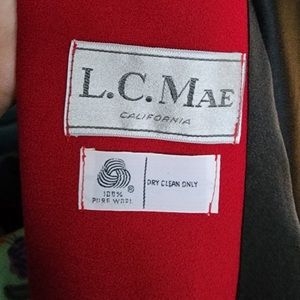 L.C. MAE
CALIFORNIA
100%
PURE WOOL
DRY CLEAN ONLY